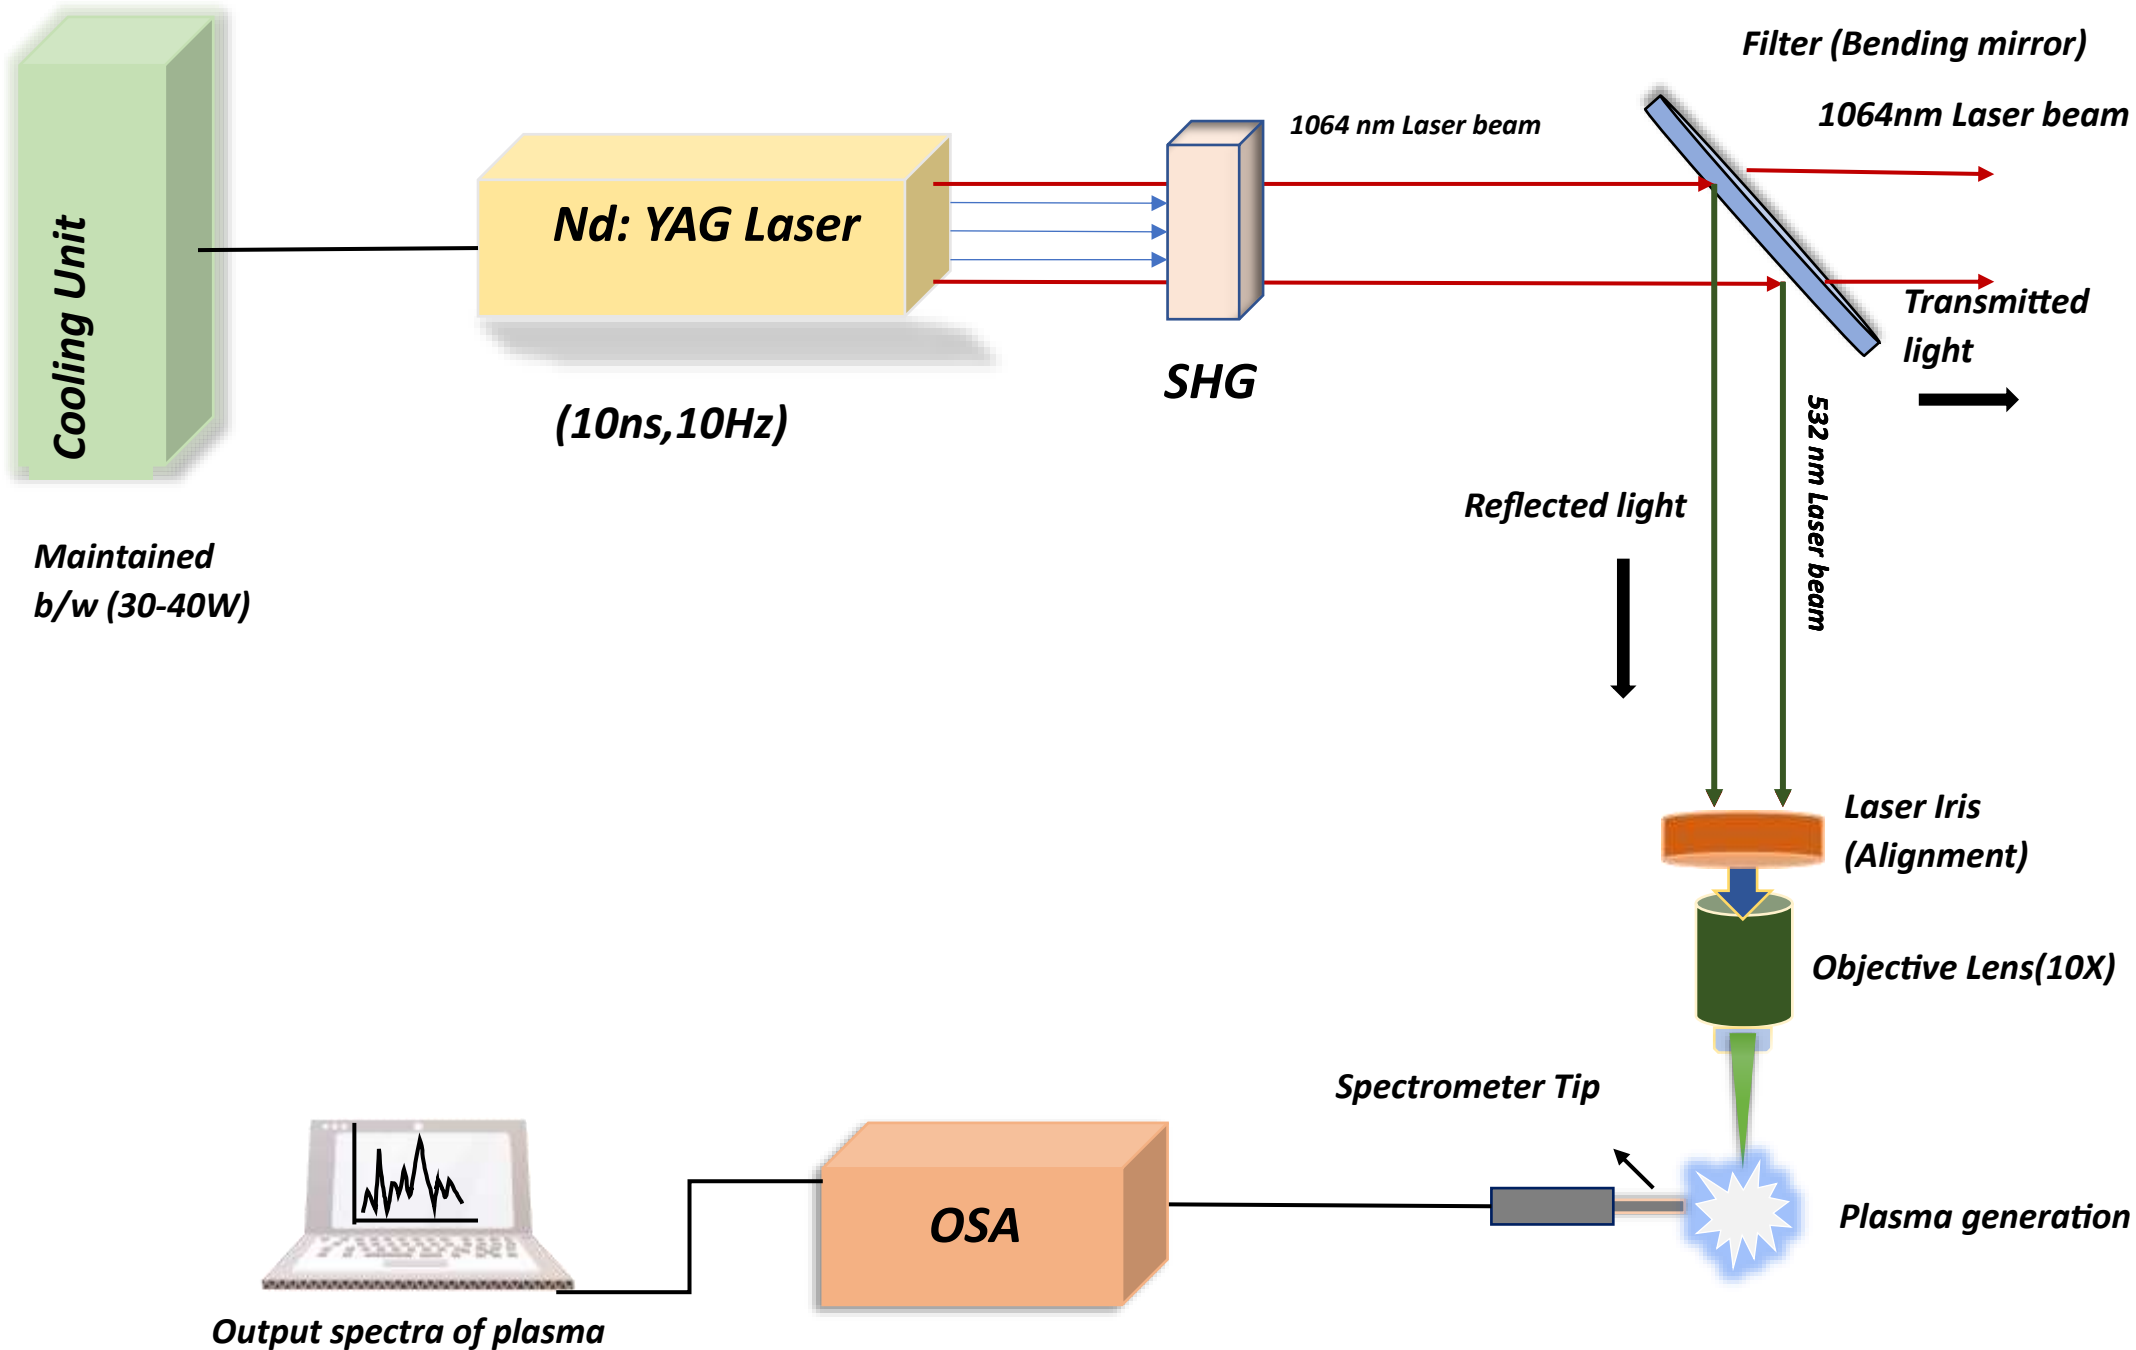 Filter (Bending mirror)
1064 nm Laser beam
1064nm Laser beam
Cooling Unit
Nd: YAG Laser
Transmitted
light
SHG
(10ns,10Hz)
532 nm Laser beam
Reflected light
Maintained
b/w (30-40W)
Laser Iris
(Alignment)
Objective Lens(10X)
Spectrometer Tip
OSA
Plasma generation
Output spectra of plasma